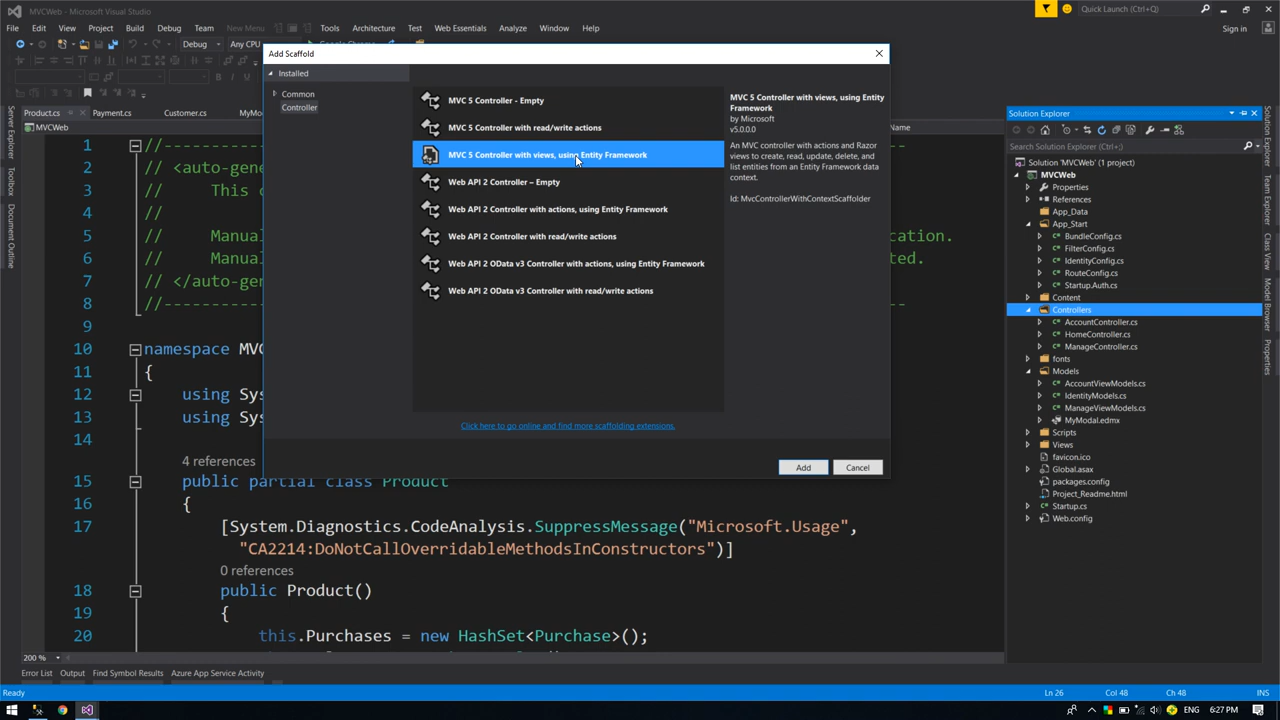 MVCWeb - Microsoft Visual Studio
Quick Launch (Ctrl+Q)
File Edit View Project Build Debug Team Tools Architecture Test Web Essentials Analyze Window Help
Sign in
Debug Any CPU
Add Scaffold
Installed
Common
Controller
MVC 5 Controller - Empty
MVC 5 Controller with read/write actions
MVC 5 Controller with views, using Entity Framework
Web API 2 Controller – Empty
Web API 2 Controller with actions, using Entity Framework
Web API 2 Controller with read/write actions
Web API 2 OData v3 Controller with actions, using Entity Framework
Web API 2 OData v3 Controller with read/write actions
MVC 5 Controller with views, using Entity
Framework
by Microsoft
v5.0.0.0
An MVC controller with actions and Razor
views to create, read, update, delete, and
list entities from an Entity Framework data
context.
Id: MvcControllerWithContextScaffolder
Click here to go online and find more scaffolding extensions.
Add
Cancel
Server Explorer
Toolbox
Document Outline
Product.cs
Payment.cs
Customer.cs
MVCWeb
Name
1 //
2 // <auto-gene
3 // This c
4 //
5 // Manual ication.
6 // Manual ted.
7 // </auto-gen
8 //
9
10 namespace MVC
11 {
12 using Sys
13 using Sys
14
4 references
15 public partial class Product
16 {
17 [System.Diagnostics.CodeAnalysis.SuppressMessage("Microsoft.Usage",
"CA2214:DoNotCallOverridableMethodsInConstructors")]
0 references
18 public Product()
19 {
20 this.Purchases = new HashSet<Purchase>();
200 %
Solution Explorer
Search Solution Explorer (Ctrl+;)
Solution 'MVCWeb' (1 project)
MVCWeb
Properties
References
App_Data
App_Start
BundleConfig.cs
FilterConfig.cs
IdentityConfig.cs
RouteConfig.cs
Startup.Auth.cs
Content
Controllers
AccountController.cs
HomeController.cs
ManageController.cs
fonts
Models
AccountViewModels.cs
IdentityModels.cs
ManageViewModels.cs
MyModal.edmx
Scripts
Views
favicon.ico
Global.asax
packages.config
Project_Readme.html
Startup.cs
Web.config
Model Browser
Properties
Error List Output Find Symbol Results Azure App Service Activity
Ready
Ln 26 Col 48 Ch 48 INS
ENG 6:27 PM